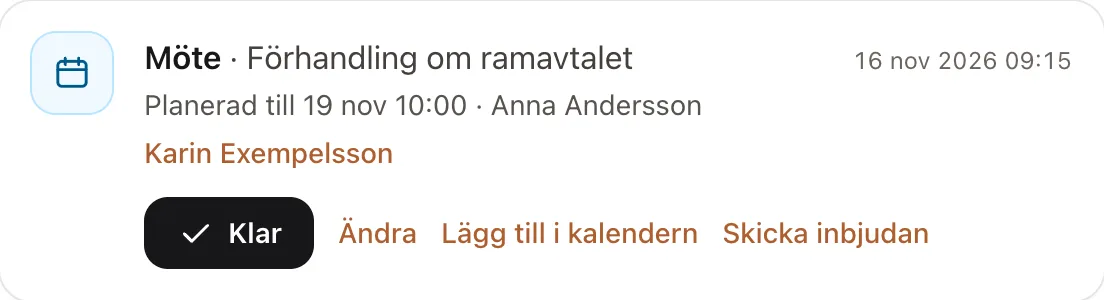 Möte · Förhandling om ramavtalet 16 nov 2026 09:15
Planerad till 19 nov 10:00 · Anna Andersson
Karin Exempelsson
Klar Ändra Lägg till i kalendern Skicka inbjudan